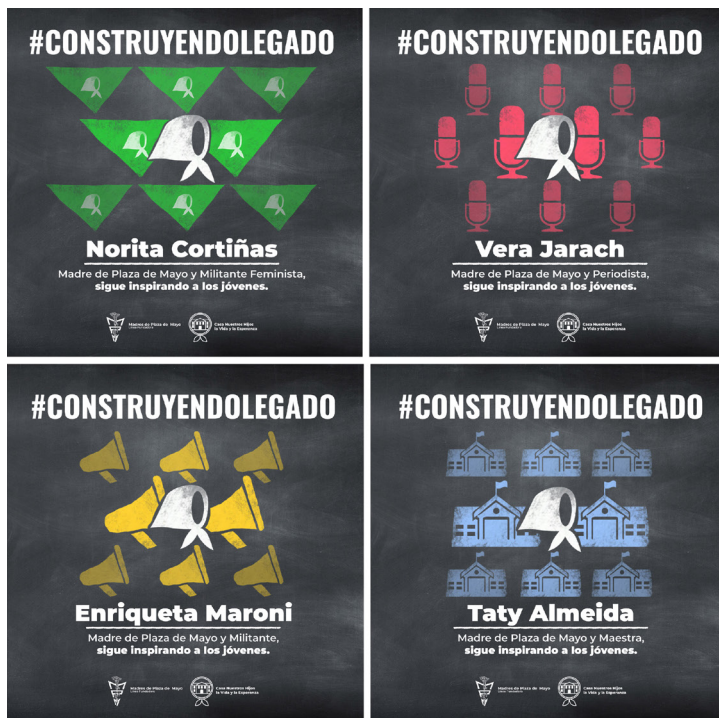 #CONSTRUYENDOLEGADO
Norita Cortiñas
Madre de Plaza de Mayo y Militante Feminista,
sigue inspirando a los jóvenes.
Madres de Plaza de Mayo
Casa Nuestros Hijos
la Vida y la Esperanza
#CONSTRUYENDOLEGADO
Vera Jarach
Madre de Plaza de Mayo y Periodista,
sigue inspirando a los jóvenes.
Madres de Plaza de Mayo
Casa Nuestros Hijos
la Vida y la Esperanza
#CONSTRUYENDOLEGADO
Enriqueta Maroni
Madre de Plaza de Mayo y Militante,
sigue inspirando a los jóvenes.
Madres de Plaza de Mayo
Casa Nuestros Hijos
la Vida y la Esperanza
#CONSTRUYENDOLEGADO
Taty Almeida
Madre de Plaza de Mayo y Maestra,
sigue inspirando a los jóvenes.
Madres de Plaza de Mayo
Casa Nuestros Hijos
la Vida y la Esperanza